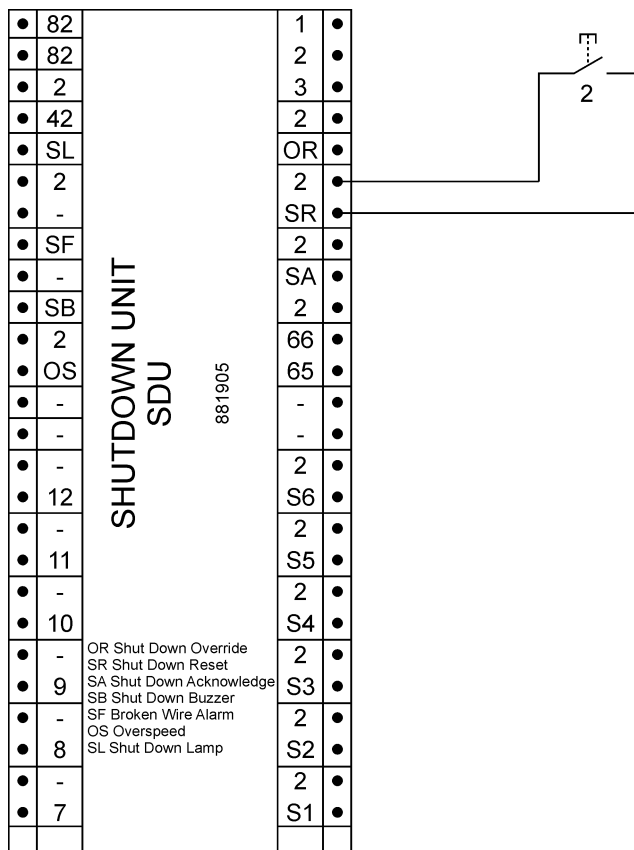 82 1
82 2
2 3
42 2
SL OR
2 2
- SR
SF 2
- SA
SB 2
2 66
OS 65
- -
- -
- 2
12 S6
- 2
11 S5
- 2
10 S4
- 2
9 S3
- 2
8 S2
- 2
7 S1
SHUTDOWN UNIT
SDU
881905
OR Shut Down Override
SR Shut Down Reset
SA Shut Down Acknowledge
SB Shut Down Buzzer
SF Broken Wire Alarm
OS Overspeed
SL Shut Down Lamp
2